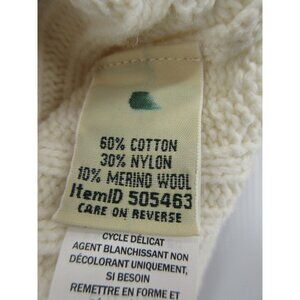 60% COTTON
30% NYLON
10% MERINO WOOL
ItemID 505463
CARE ON REVERSE
CYCLE DÉLICAT
AGENT BLANCHISSANT NON
DÉCOLORANT UNIQUEMENT,
SI BESOIN
REMETTRE EN FORME ET